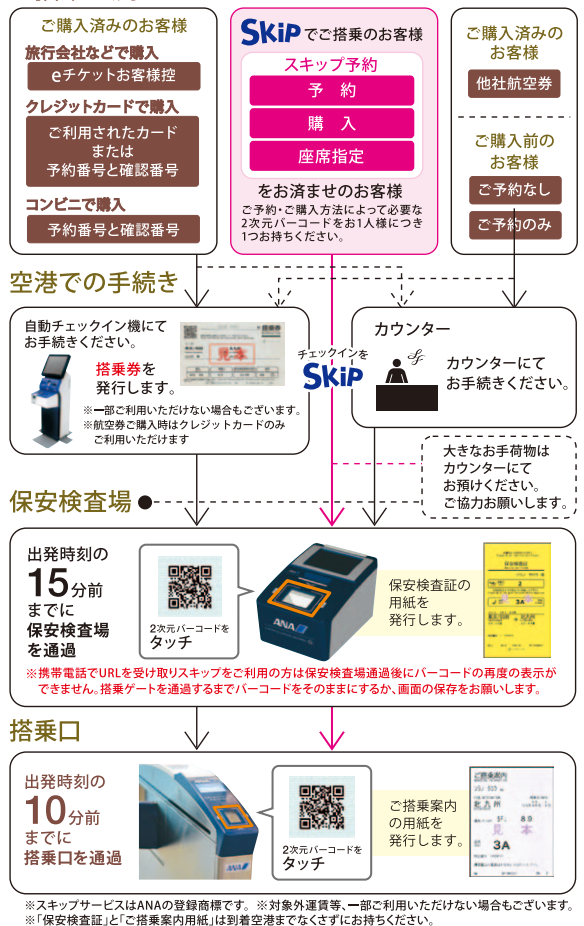 ご購入済みのお客様
旅行会社などで購入
eチケットお客様控
クレジットカードで購入
ご利用されたカード
または
予約番号と確認番号
コンビニで購入
予約番号と確認番号
SKiPでご搭乗のお客様
スキップ予約
予　約
購　入
座席指定
をお済ませのお客様
ご予約・ご購入方法によって必要な
2次元バーコードをお1人様につき
1つお持ちください。
ご購入済みの
お客様
他社航空券
ご購入前の
お客様
ご予約なし
ご予約のみ
空港での手続き
自動チェックイン機にて
お手続きください。
搭乗券を
発行します。
見本
※一部ご利用いただけない場合もございます。
※航空券ご購入時はクレジットカードのみ
ご利用いただけます
チェックインを
SKiP
カウンター
カウンターにて
お手続きください。
大きなお手荷物は
カウンターにて
お預けください。
ご協力お願いします。
保安検査場
出発時刻の
15分前
までに
保安検査場
を通過
2次元バーコードを
タッチ
ANA
保安検査証の
用紙を
発行します。
保安検査証
2
3A
※携帯電話でURLを受け取りスキップをご利用の方は保安検査場通過後にバーコードの再度の表示が
できません。搭乗ゲートを通過するまでバーコードをそのままにするか、画面の保存をお願いします。
搭乗口
出発時刻の
10分前
までに
搭乗口を通過
ANA
2次元バーコードを
タッチ
ご搭乗案内
の用紙を
発行します。
ご搭乗案内
北九州
見本
3A
※スキップサービスはANAの登録商標です。 ※対象外運賃等、一部ご利用いただけない場合もございます。
※「保安検査証」と「ご搭乗案内用紙」は到着空港までなくさずにお持ちください。